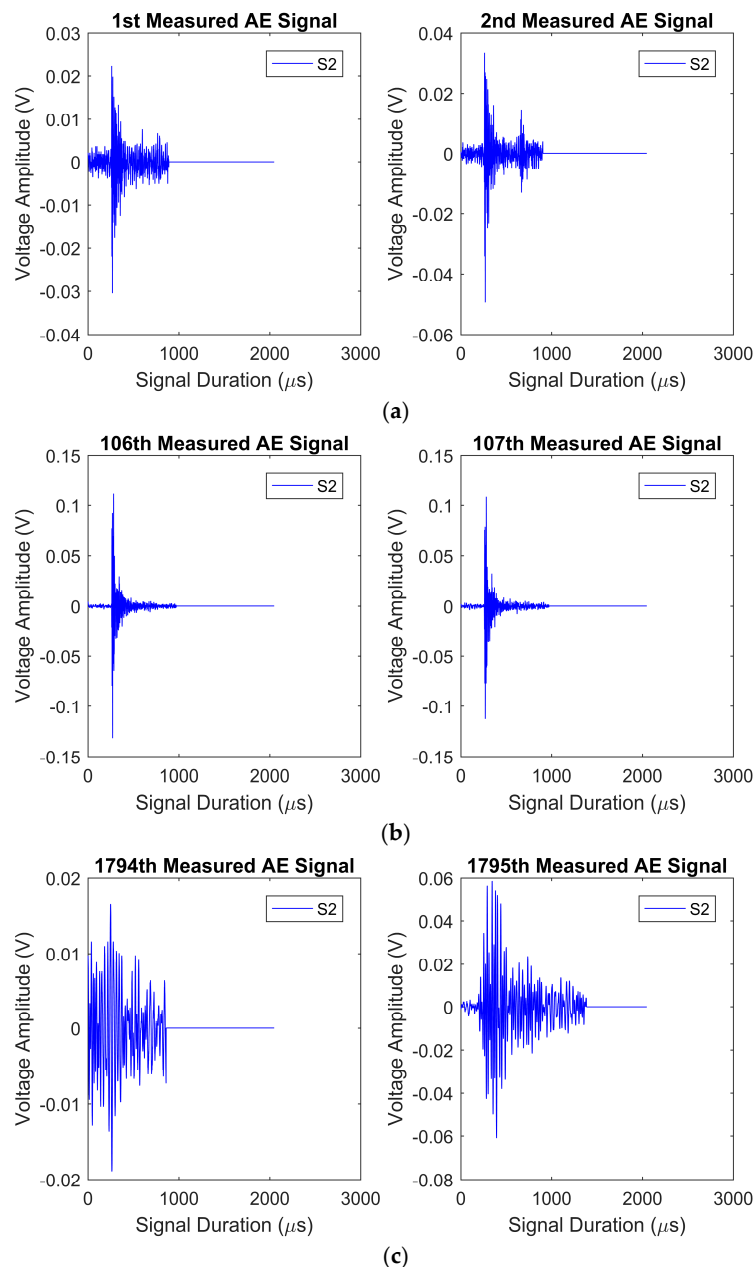 1st Measured AE Signal
0.03
0.02
0.01
0
-0.01
-0.02
-0.03
-0.04
Voltage Amplitude (V)
S2
0 1000 2000 3000
Signal Duration (μs)
2nd Measured AE Signal
0.04
0.02
0
-0.02
-0.04
-0.06
Voltage Amplitude (V)
S2
0 1000 2000 3000
Signal Duration (μs)
(a)
106th Measured AE Signal
0.15
0.1
0.05
0
-0.05
-0.1
-0.15
Voltage Amplitude (V)
S2
0 1000 2000 3000
Signal Duration (μs)
107th Measured AE Signal
0.15
0.1
0.05
0
-0.05
-0.1
-0.15
Voltage Amplitude (V)
S2
0 1000 2000 3000
Signal Duration (μs)
(b)
1794th Measured AE Signal
0.02
0.01
0
-0.01
-0.02
Voltage Amplitude (V)
S2
0 1000 2000 3000
Signal Duration (μs)
1795th Measured AE Signal
0.06
0.04
0.02
0
-0.02
-0.04
-0.06
-0.08
Voltage Amplitude (V)
S2
0 1000 2000 3000
Signal Duration (μs)
(c)